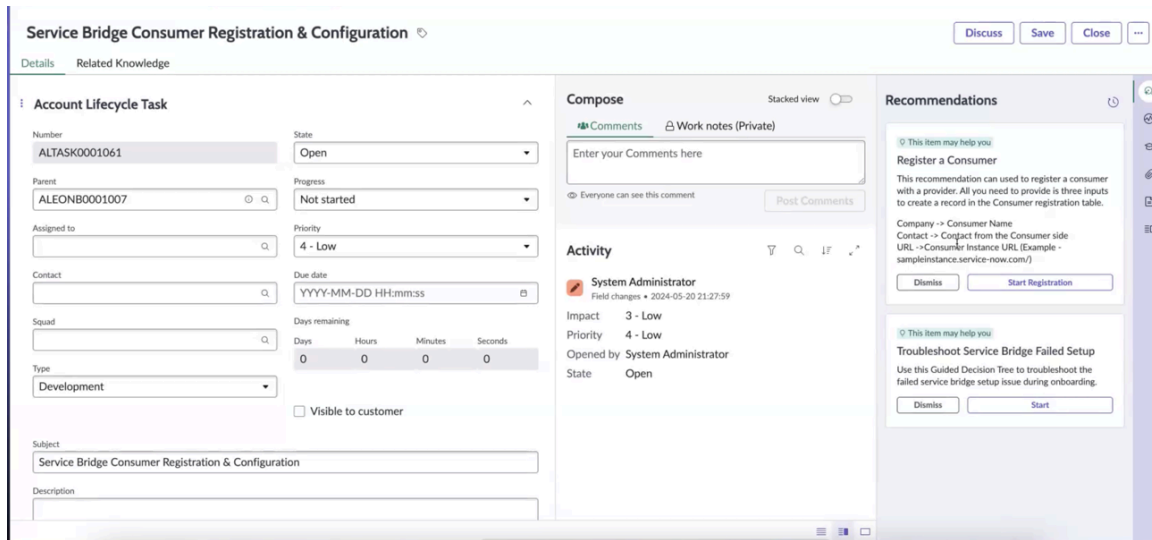 Service Bridge Consumer Registration & Configuration
Discuss
Save
Close
Details
Related Knowledge
Account Lifecycle Task
Number
ALTASK0001061
State
Open
Parent
ALEONB0001007
Progress
Not started
Assigned to
Priority
4 - Low
Contact
Due date
YYYY-MM-DD HH:mm:ss
Squad
Days remaining
Days
Hours
Minutes
Seconds
0
0
0
0
Type
Development
Visible to customer
Subject
Service Bridge Consumer Registration & Configuration
Description
Compose
Stacked view
Comments
Work notes (Private)
Enter your Comments here
Everyone can see this comment
Post Comments
Activity
System Administrator
Field changes • 2024-05-20 21:27:59
Impact 3 - Low
Priority 4 - Low
Opened by System Administrator
State Open
Recommendations
This item may help you
Register a Consumer
This recommendation can used to register a consumer
with a provider. All you need to provide is three inputs
to create a record in the Consumer registration table.
Company -> Consumer Name
Contact -> Contact from the Consumer side
URL ->Consumer Instance URL (Example -
sampleinstance.service-now.com/)
Dismiss
Start Registration
This item may help you
Troubleshoot Service Bridge Failed Setup
Use this Guided Decision Tree to troubleshoot the
failed service bridge setup issue during onboarding.
Dismiss
Start